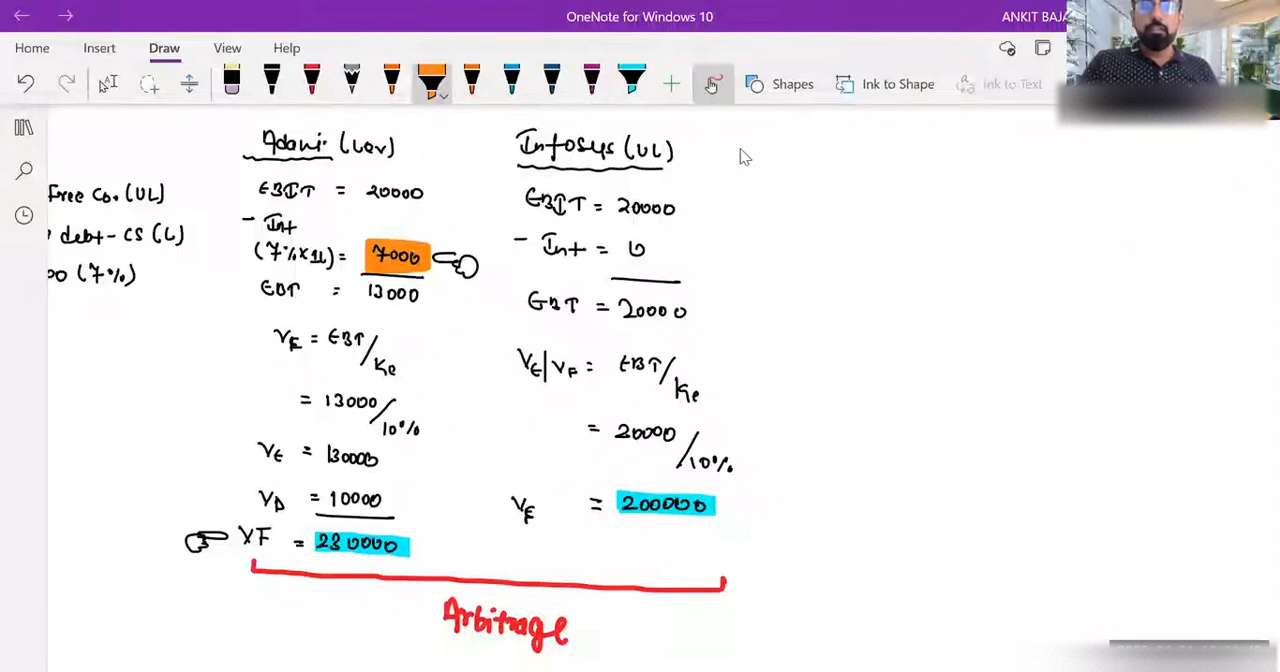 OneNote for Windows 10
ANKIT BAJA
Home Insert Draw View Help
Shapes Ink to Shape Ink to Text
Free Co. (UL)
debt-CS (L)
00 (7%)
Adani (Lev)
EBIT = 20000
- Int
(7%×1L) = 7000
EBT = 13000
VE = EBT/Ke
= 13000/10%
VE = 130000
VD = 10000
VF = 230000
Infosys (UL)
EBIT = 20000
- Int = 0
EBT = 20000
VE|VF = EBT/Ke
= 20000/10%
VF = 200000
Arbitrage